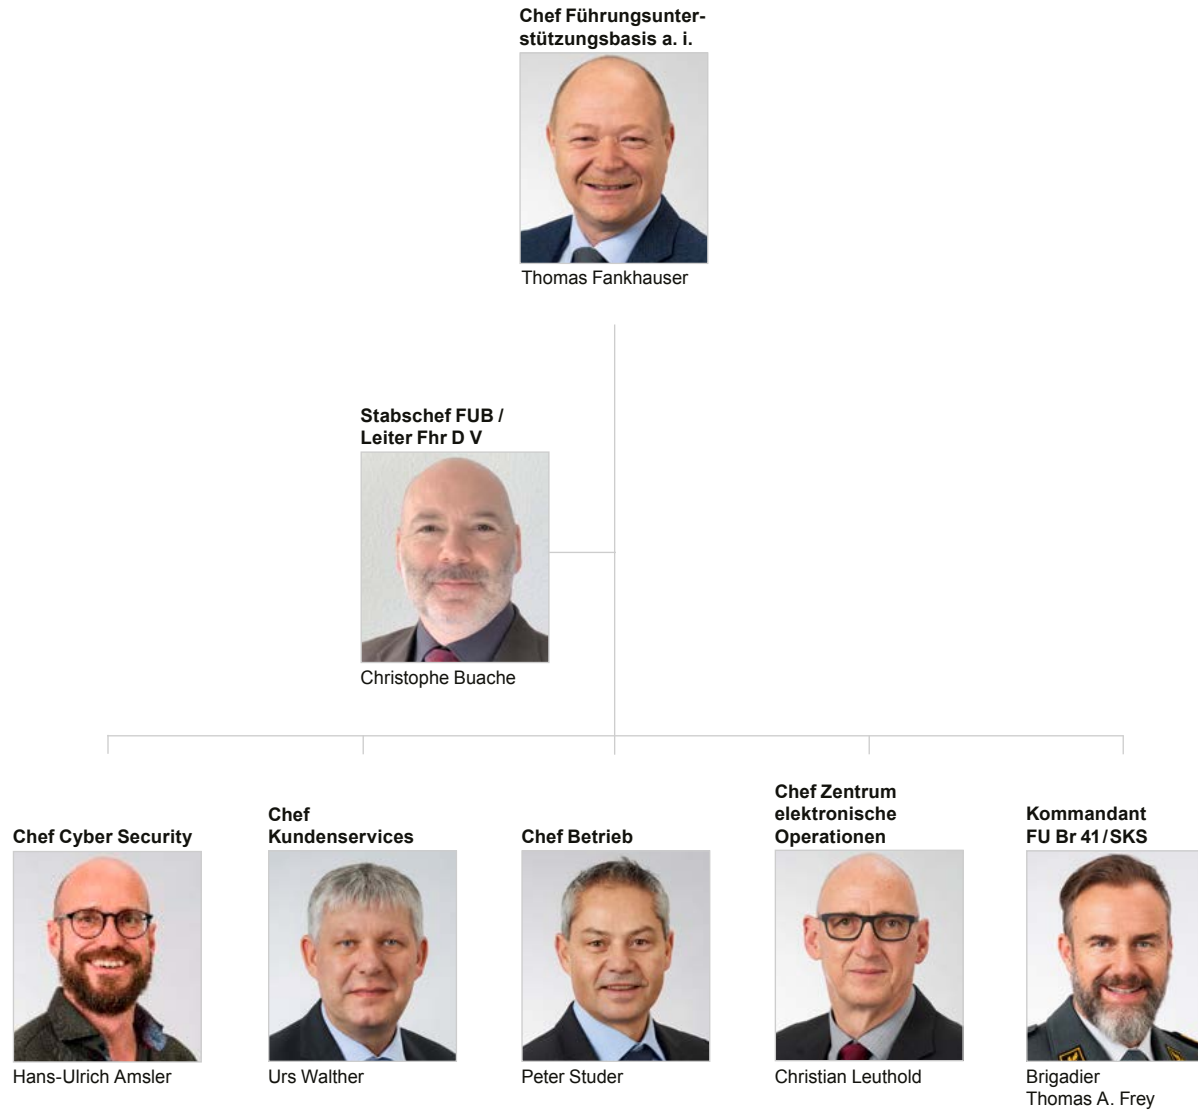 Chef Führungsunter-
stützungsbasis a. i.
Thomas Fankhauser
Stabschef FUB /
Leiter Fhr D V
Christophe Buache
Chef Cyber Security
Hans-Ulrich Amsler
Chef
Kundenservices
Urs Walther
Chef Betrieb
Peter Studer
Chef Zentrum
elektronische
Operationen
Christian Leuthold
Kommandant
FU Br 41/SKS
Brigadier
Thomas A. Frey